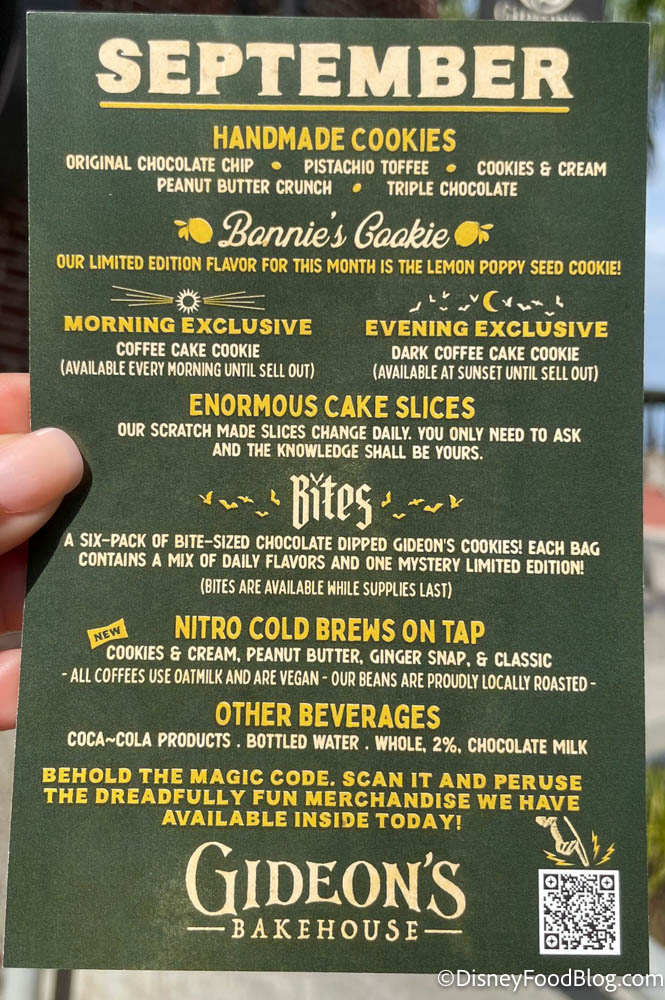 SEPTEMBER
HANDMADE COOKIES
ORIGINAL CHOCOLATE CHIP • PISTACHIO TOFFEE • COOKIES & CREAM
PEANUT BUTTER CRUNCH • TRIPLE CHOCOLATE
Bonnie's Cookie
OUR LIMITED EDITION FLAVOR FOR THIS MONTH IS THE LEMON POPPY SEED COOKIE!
MORNING EXCLUSIVE
COFFEE CAKE COOKIE
(AVAILABLE EVERY MORNING UNTIL SELL OUT)
EVENING EXCLUSIVE
DARK COFFEE CAKE COOKIE
(AVAILABLE AT SUNSET UNTIL SELL OUT)
ENORMOUS CAKE SLICES
OUR SCRATCH MADE SLICES CHANGE DAILY. YOU ONLY NEED TO ASK
AND THE KNOWLEDGE SHALL BE YOURS.
Bites
A SIX-PACK OF BITE-SIZED CHOCOLATE DIPPED GIDEON'S COOKIES! EACH BAG
CONTAINS A MIX OF DAILY FLAVORS AND ONE MYSTERY LIMITED EDITION!
(BITES ARE AVAILABLE WHILE SUPPLIES LAST)
NEW
NITRO COLD BREWS ON TAP
COOKIES & CREAM, PEANUT BUTTER, GINGER SNAP, & CLASSIC
- ALL COFFEES USE OATMILK AND ARE VEGAN - OUR BEANS ARE PROUDLY LOCALLY ROASTED -
OTHER BEVERAGES
COCA~COLA PRODUCTS . BOTTLED WATER . WHOLE, 2%, CHOCOLATE MILK
BEHOLD THE MAGIC CODE. SCAN IT AND PERUSE
THE DREADFULLY FUN MERCHANDISE WE HAVE
AVAILABLE INSIDE TODAY!
GIDEON'S
BAKEHOUSE
©DisneyFoodBlog.com